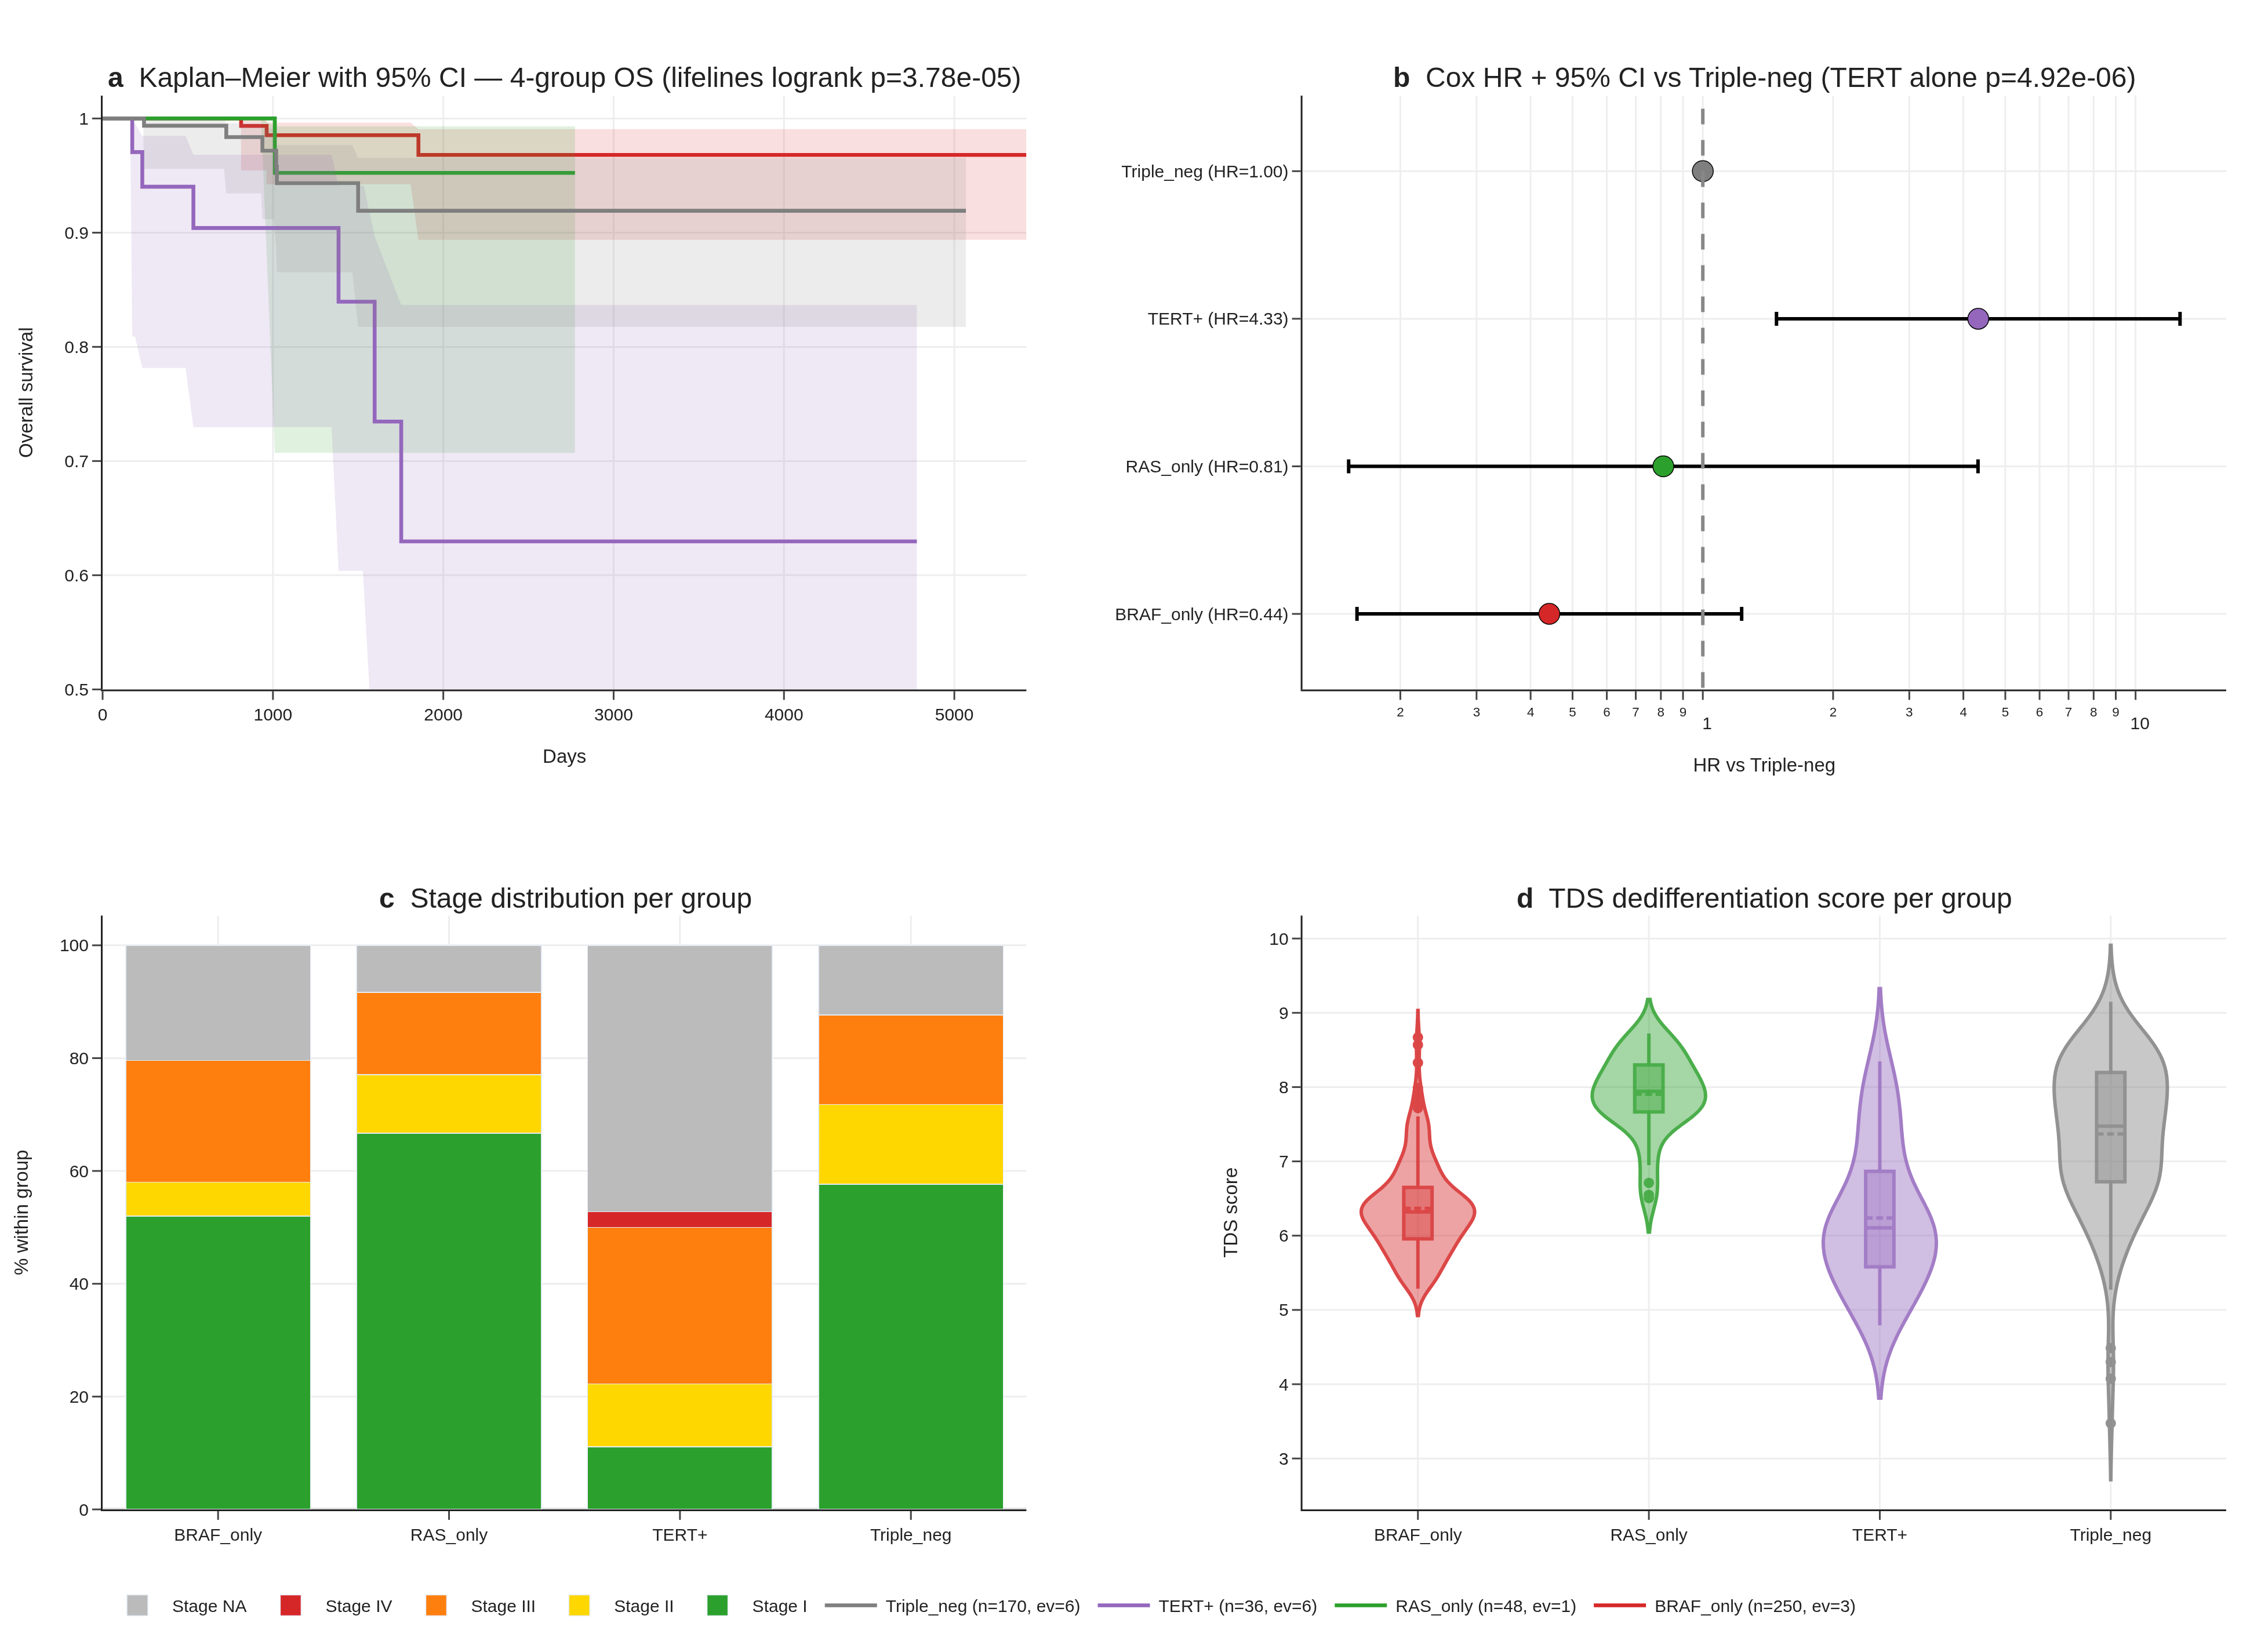 a Kaplan–Meier with 95% CI — 4-group OS (lifelines logrank p=3.78e-05)
1
0.9
0.8
0.7
0.6
0.5
Overall survival
0 1000 2000 3000 4000 5000
Days
b Cox HR + 95% CI vs Triple-neg (TERT alone p=4.92e-06)
Triple_neg (HR=1.00)
TERT+ (HR=4.33)
RAS_only (HR=0.81)
BRAF_only (HR=0.44)
2 3 4 5 6 7 8 9 1 2 3 4 5 6 7 8 9 10
HR vs Triple-neg
c Stage distribution per group
100
80
60
40
20
0
% within group
BRAF_only RAS_only TERT+ Triple_neg
d TDS dedifferentiation score per group
10
9
8
7
6
5
4
3
TDS score
BRAF_only RAS_only TERT+ Triple_neg
Stage NA Stage IV Stage III Stage II Stage I Triple_neg (n=170, ev=6) TERT+ (n=36, ev=6) RAS_only (n=48, ev=1) BRAF_only (n=250, ev=3)